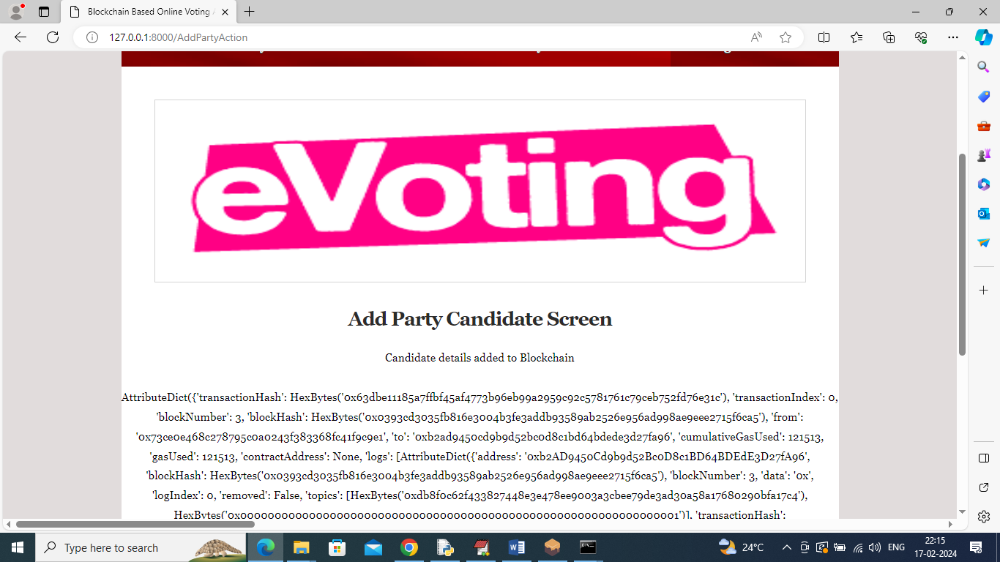 Blockchain Based Online Voting A
127.0.0.1:8000/AddPartyAction
eVoting
Add Party Candidate Screen
Candidate details added to Blockchain
AttributeDict({'transactionHash': HexBytes('0x63dbe11185a7ffbf45af4773b96eb99a2959c92c5781761c79ceb752fd76e31c'), 'transactionIndex': 0,
'blockNumber': 3, 'blockHash': HexBytes('0x0393cd3035fb816e3004b3fe3addb93589ab2526e956ad998ae9eee2715f6ca5'), 'from':
'0x73ce0e468c278795c0a0243f383368fc41f9c9e1', 'to': '0xb2ad9450cd9b9d52bc0d8c1bd64bdede3d27fa96', 'cumulativeGasUsed': 121513,
'gasUsed': 121513, 'contractAddress': None, 'logs': [AttributeDict({'address': '0xb2AD9450Cd9b9d52Bc0D8c1BD64BDEdE3D27fA96',
'blockHash': HexBytes('0x0393cd3035fb816e3004b3fe3addb93589ab2526e956ad998ae9eee2715f6ca5'), 'blockNumber': 3, 'data': '0x',
'logIndex': 0, 'removed': False, 'topics': [HexBytes('0xdb8f0c62f433827448e3e478ee9003a3cbee79de3ad30a58a17680290bfa17c4'),
HexBytes('0x0000000000000000000000000000000000000000000000000000000000000001')], 'transactionHash':
Type here to search
24°C
ENG
22:15
17-02-2024